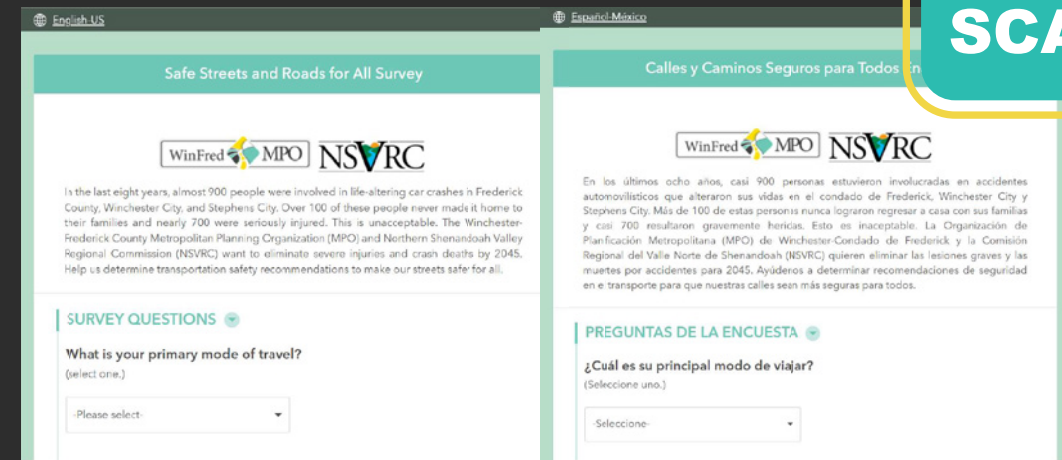 English-US
Safe Streets and Roads for All Survey
WinFred MPO NSVRC
In the last eight years, almost 900 people were involved in life-altering car crashes in Frederick
County, Winchester City, and Stephens City. Over 100 of these people never made it home to
their families and nearly 700 were seriously injured. This is unacceptable. The Winchester-
Frederick County Metropolitan Planning Organization (MPO) and Northern Shenandoah Valley
Regional Commission (NSVRC) want to eliminate severe injuries and crash deaths by 2045.
Help us determine transportation safety recommendations to make our streets safer for all.
SURVEY QUESTIONS
What is your primary mode of travel?
(select one.)
-Please select-
Español-México
Calles y Caminos Seguros para Todos
WinFred MPO NSVRC
En los últimos ocho años, casi 900 personas estuvieron involucradas en accidentes
automovilísticos que alteraron sus vidas en el condado de Frederick, Winchester City y
Stephens City. Más de 100 de estas personas nunca lograron regresar a casa con sus familias
y casi 700 resultaron gravemente heridas. Esto es inaceptable. La Organización de
Planificación Metropolitana (MPO) de Winchester-Condado de Frederick y la Comisión
Regional del Valle Norte de Shenandoah (NSVRC) quieren eliminar las lesiones graves y las
muertes por accidentes para 2045. Ayúdenos a determinar recomendaciones de seguridad
en e transporte para que nuestras calles sean más seguras para todos.
PREGUNTAS DE LA ENCUESTA
¿Cuál es su principal modo de viajar?
(Seleccione uno.)
-Seleccione-
SCA